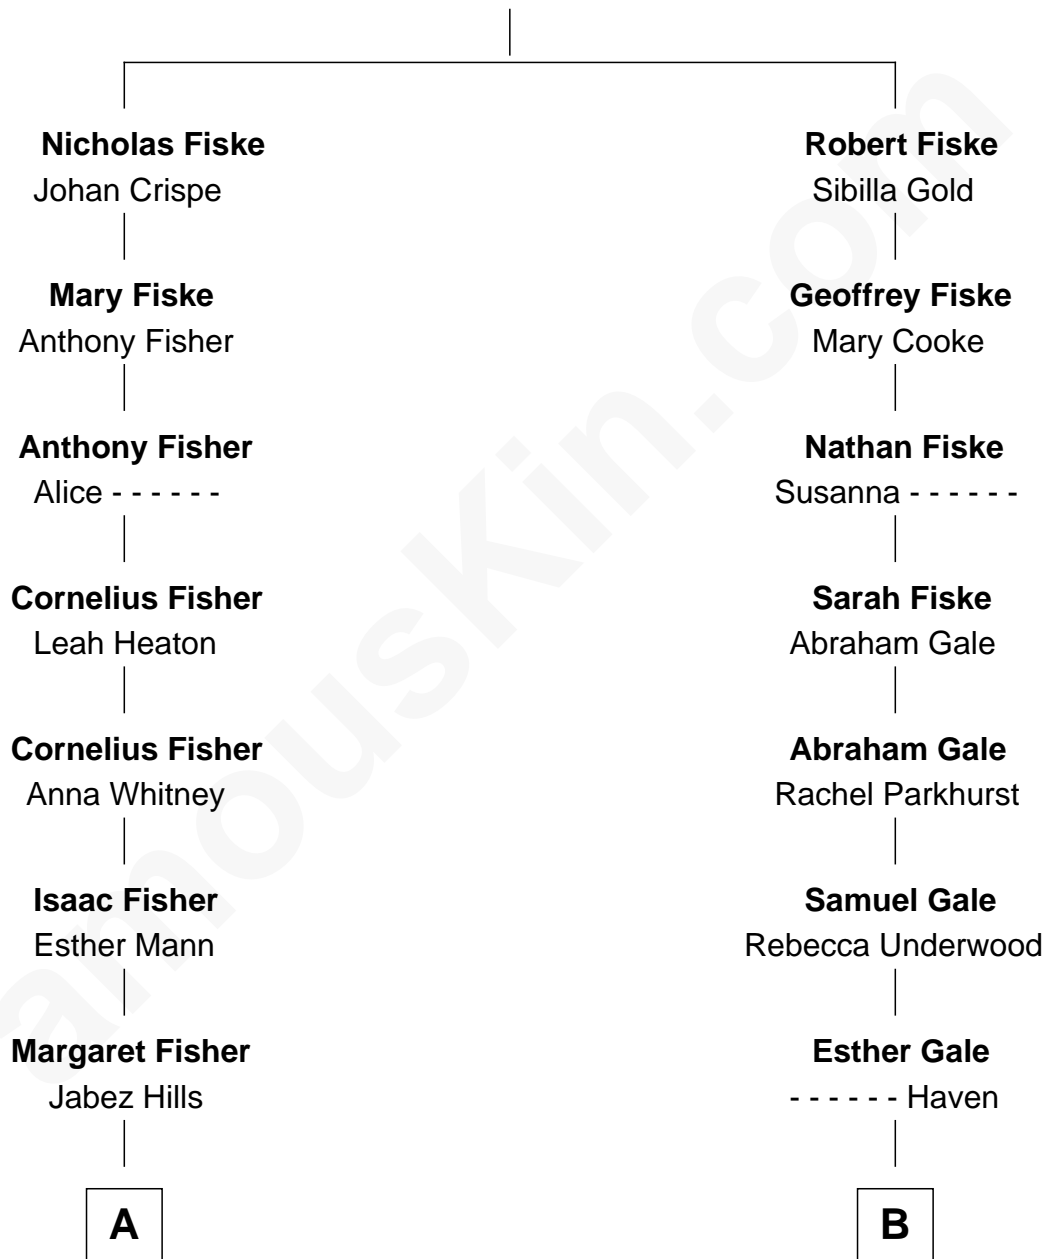 Nicholas Fiske
Johan Crispe
Mary Fiske
Anthony Fisher
Anthony Fisher
Alice - - - - - -
Cornelius Fisher
Leah Heaton
Cornelius Fisher
Anna Whitney
Isaac Fisher
Esther Mann
Margaret Fisher
Jabez Hills
A
Robert Fiske
Sibilla Gold
Geoffrey Fiske
Mary Cooke
Nathan Fiske
Susanna - - - - - -
Sarah Fiske
Abraham Gale
Abraham Gale
Rachel Parkhurst
Samuel Gale
Rebecca Underwood
Esther Gale
- - - - - - Haven
B
amousKin.com